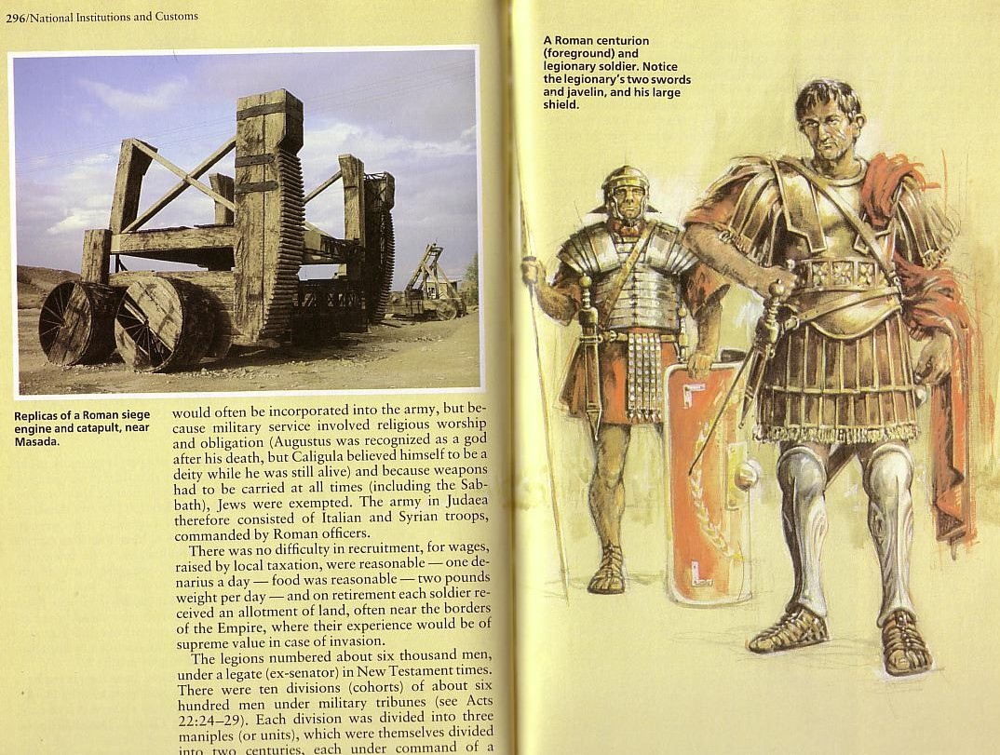 296/National Institutions and Customs
Replicas of a Roman siege
engine and catapult, near
Masada.
would often be incorporated into the army, but be-
cause military service involved religious worship
and obligation (Augustus was recognized as a god
after his death, but Caligula believed himself to be a
deity while he was still alive) and because weapons
had to be carried at all times (including the Sab-
bath), Jews were exempted. The army in Judaea
therefore consisted of Italian and Syrian troops,
commanded by Roman officers.
There was no difficulty in recruitment, for wages,
raised by local taxation, were reasonable — one de-
narius a day — food was reasonable — two pounds
weight per day — and on retirement each soldier re-
ceived an allotment of land, often near the borders
of the Empire, where their experience would be of
supreme value in case of invasion.
The legions numbered about six thousand men,
under a legate (ex-senator) in New Testament times.
There were ten divisions (cohorts) of about six
hundred men under military tribunes (see Acts
22:24–29). Each division was divided into three
maniples (or units), which were themselves divided
into two centuries, each under command of a
A Roman centurion
(foreground) and
legionary soldier. Notice
the legionary's two swords
and javelin, and his large
shield.